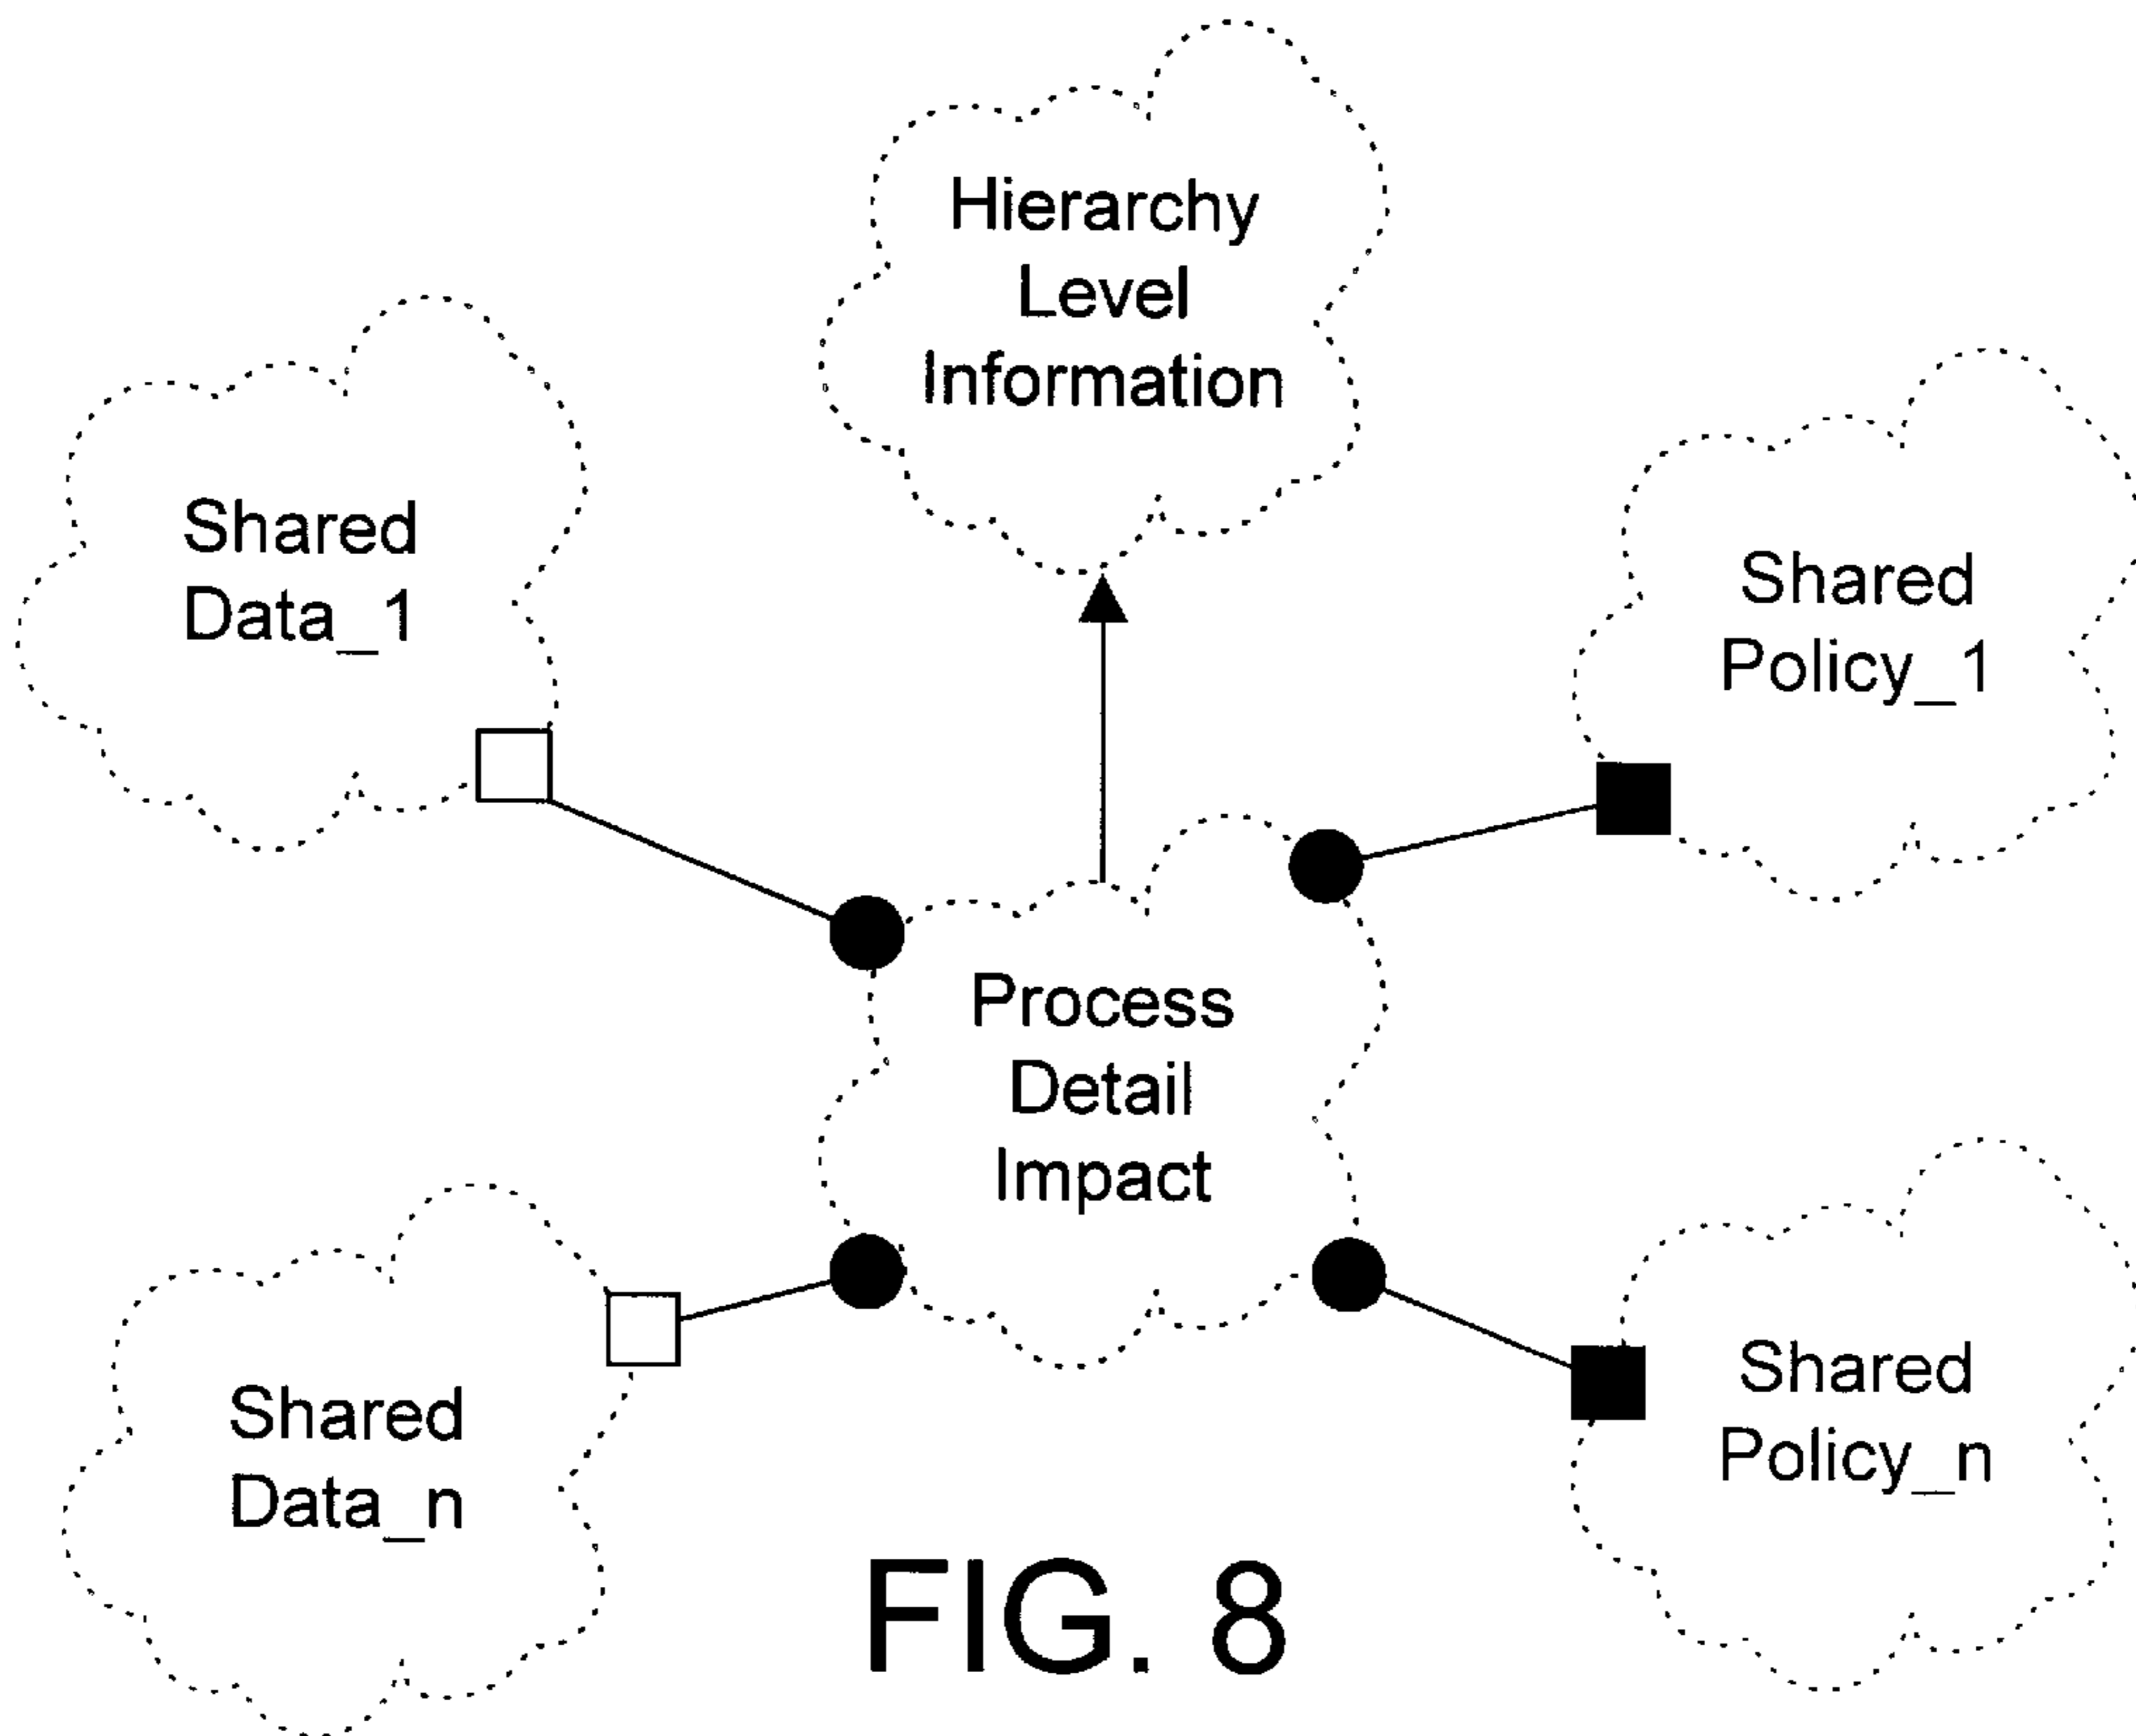 Hierarchy
Level
Information
Shared
Data_1
Shared
Policy_1
Process
Detail
Impact
Shared
Data_n
Shared
Policy_n
FIG. 8